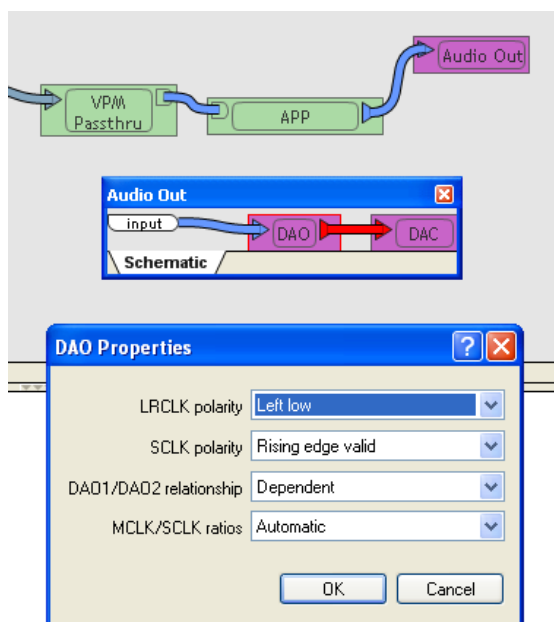 Audio Out
VPM
Passthru
APP
Audio Out
input
DAO
DAC
Schematic
DAO Properties
?
LRCLK polarity Left low
SCLK polarity Rising edge valid
DAO1/DAO2 relationship Dependent
MCLK/SCLK ratios Automatic
OK Cancel